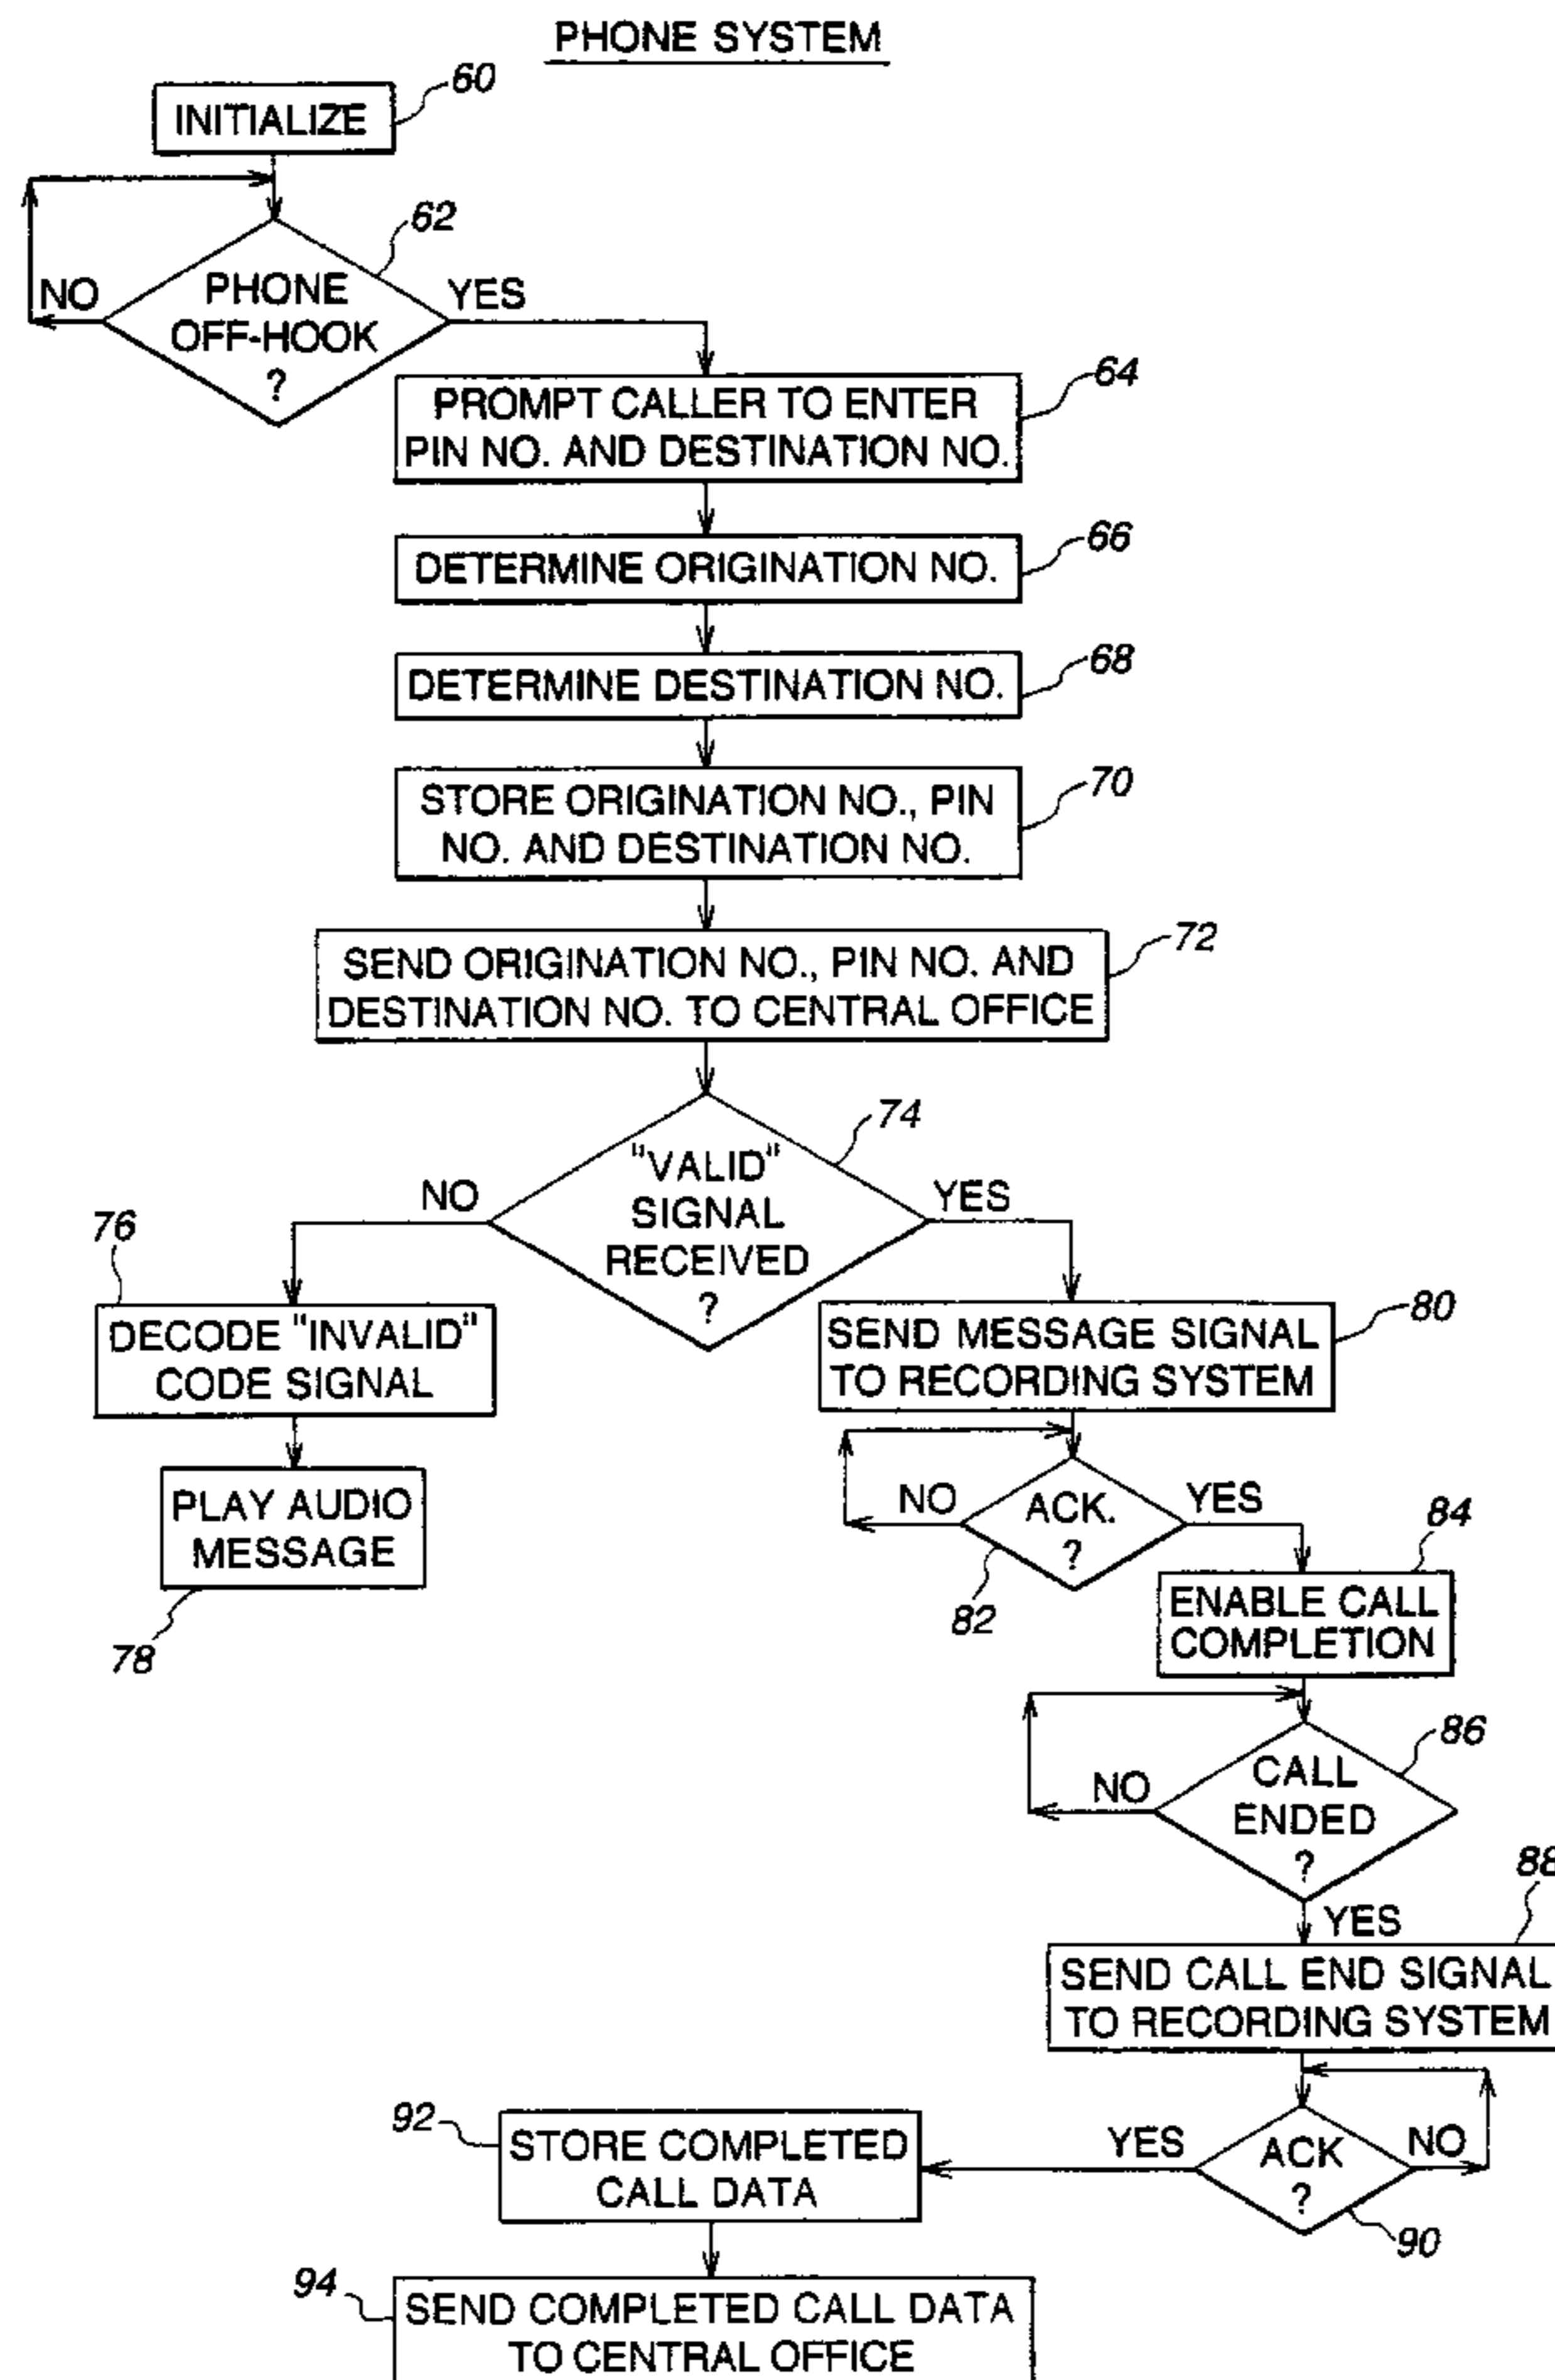 PHONE SYSTEM
INITIALIZE
60
62
PHONE
OFF-HOOK
?
NO
YES
64
PROMPT CALLER TO ENTER
PIN NO. AND DESTINATION NO.
66
DETERMINE ORIGINATION NO.
68
DETERMINE DESTINATION NO.
70
STORE ORIGINATION NO., PIN
NO. AND DESTINATION NO.
72
SEND ORIGINATION NO., PIN NO. AND
DESTINATION NO. TO CENTRAL OFFICE
74
"VALID"
SIGNAL
RECEIVED
?
NO
YES
76
DECODE "INVALID"
CODE SIGNAL
PLAY AUDIO
MESSAGE
78
80
SEND MESSAGE SIGNAL
TO RECORDING SYSTEM
NO
ACK.
?
YES
82
84
ENABLE CALL
COMPLETION
86
CALL
ENDED
?
NO
YES
88
SEND CALL END SIGNAL
TO RECORDING SYSTEM
YES
ACK
?
NO
90
92
STORE COMPLETED
CALL DATA
94
SEND COMPLETED CALL DATA
TO CENTRAL OFFICE